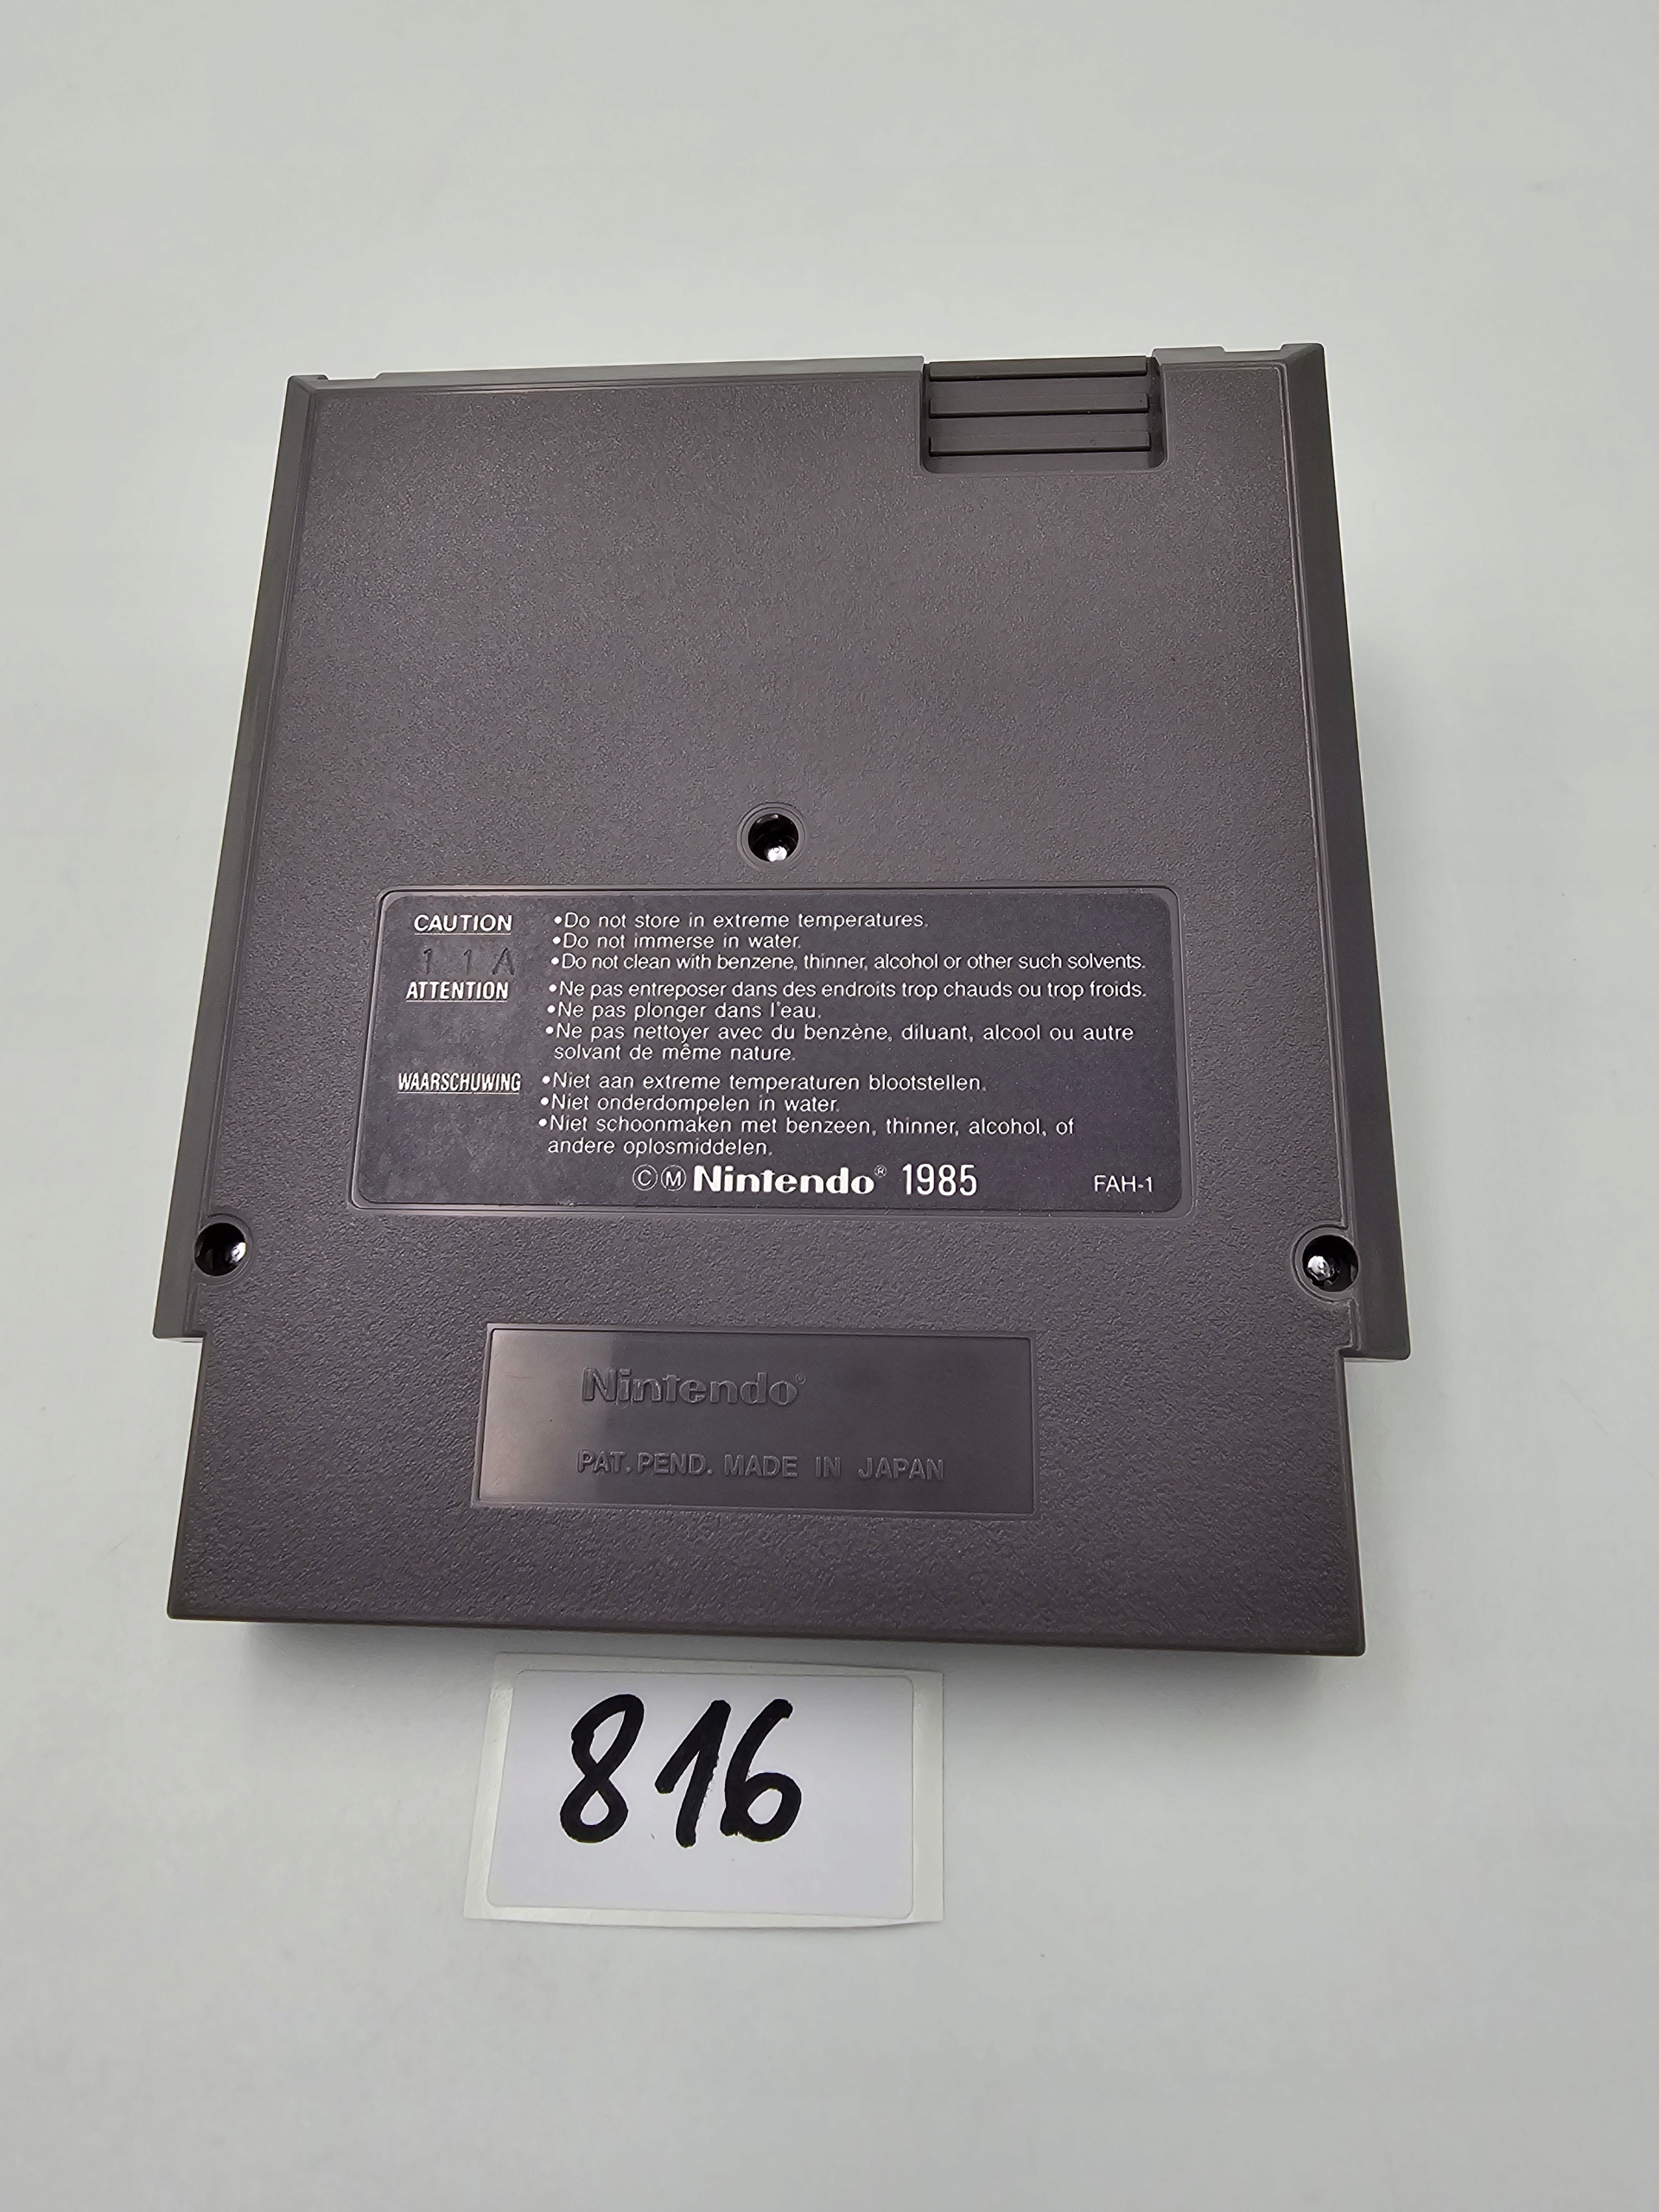 CAUTION •Do not store in extreme temperatures.
•Do not immerse in water.
11A •Do not clean with benzene, thinner, alcohol or other such solvents.
ATTENTION •Ne pas entreposer dans des endroits trop chauds ou trop froids.
•Ne pas plonger dans l'eau.
•Ne pas nettoyer avec du benzène, diluant, alcool ou autre
solvant de même nature.
WAARSCHUWING •Niet aan extreme temperaturen blootstellen.
•Niet onderdompelen in water.
•Niet schoonmaken met benzeen, thinner, alcohol, of
andere oplosmiddelen.
ⒸⓂ Nintendo® 1985 FAH-1
Nintendo®
PAT. PEND. MADE IN JAPAN
816